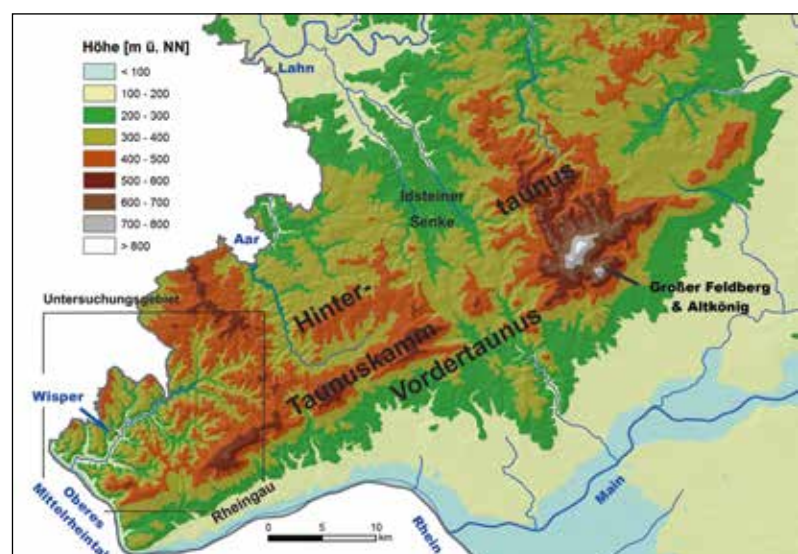 Höhe [m ü. NN]
< 100
100 - 200
200 - 300
300 - 400
400 - 500
500 - 600
600 - 700
700 - 800
> 800
Lahn
Idsteiner
Senke
taunus
Aar
Großer Feldberg
& Altkönig
Untersuchungsgebiet
Hinter-
Taunuskamm
Vordertaunus
Wisper
Oberes
Mittelrheintal
Rheingau
Rhein
Main
0 5 10
km